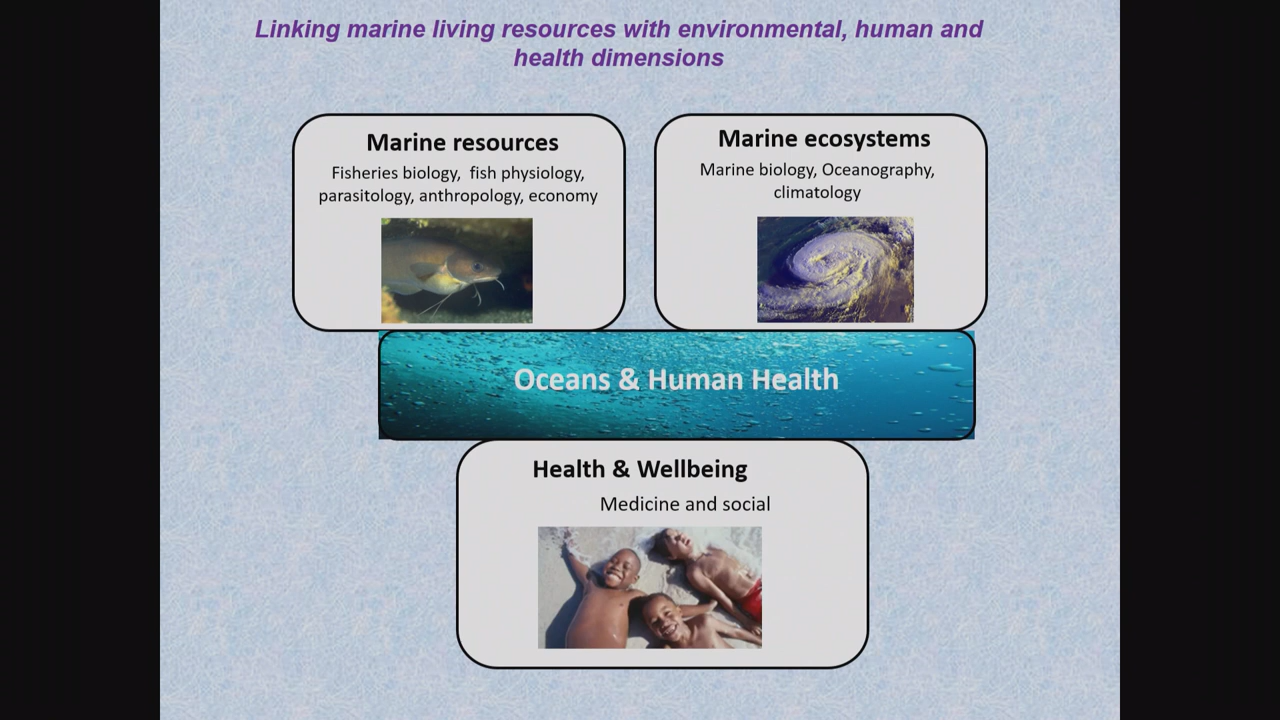 Linking marine living resources with environmental, human and
health dimensions
Marine resources
Fisheries biology, fish physiology,
parasitology, anthropology, economy
Marine ecosystems
Marine biology, Oceanography,
climatology
Oceans & Human Health
Health & Wellbeing
Medicine and social